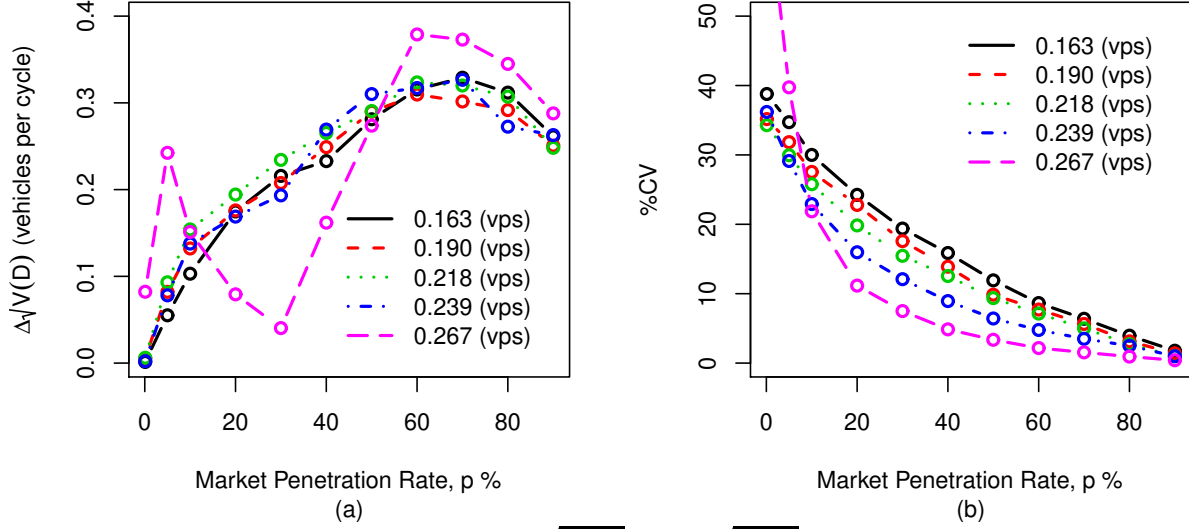 Δ√V(D) (vehicles per cycle)
0.4
0.3
0.2
0.1
0.0
0.163 (vps)
0.190 (vps)
0.218 (vps)
0.239 (vps)
0.267 (vps)
0 20 40 60 80
Market Penetration Rate, p %
(a)
%CV
50
40
30
20
10
0
0.163 (vps)
0.190 (vps)
0.218 (vps)
0.239 (vps)
0.267 (vps)
0 20 40 60 80
Market Penetration Rate, p %
(b)